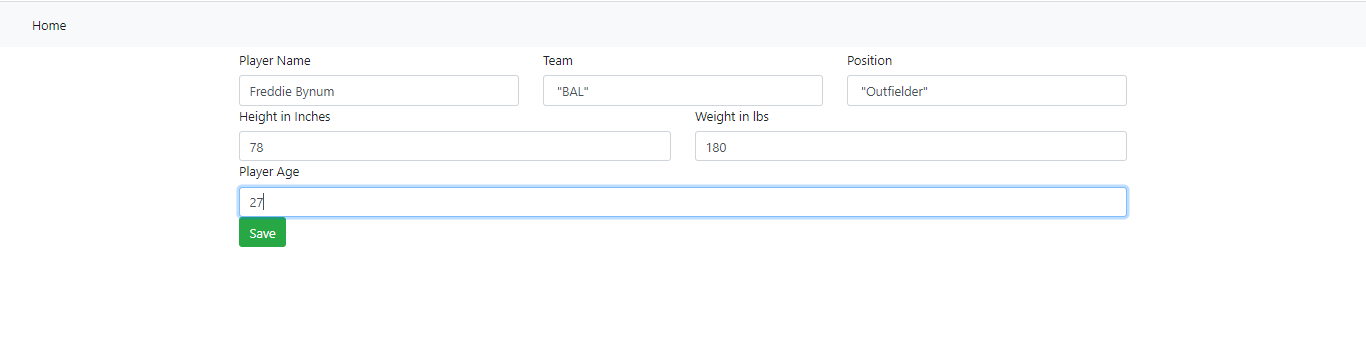 Home
Player Name Team Position
Freddie Bynum "BAL" "Outfielder"
Height in Inches Weight in lbs
78 180
Player Age
27
Save